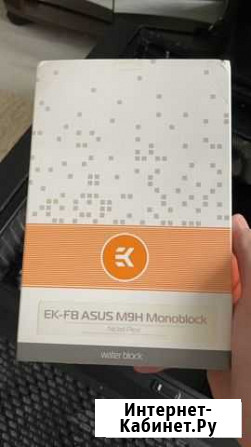 EK
EK-FB ASUS M9H Monoblock
Nickel Plexi
water block
Интернет-
Кабинет.Ру